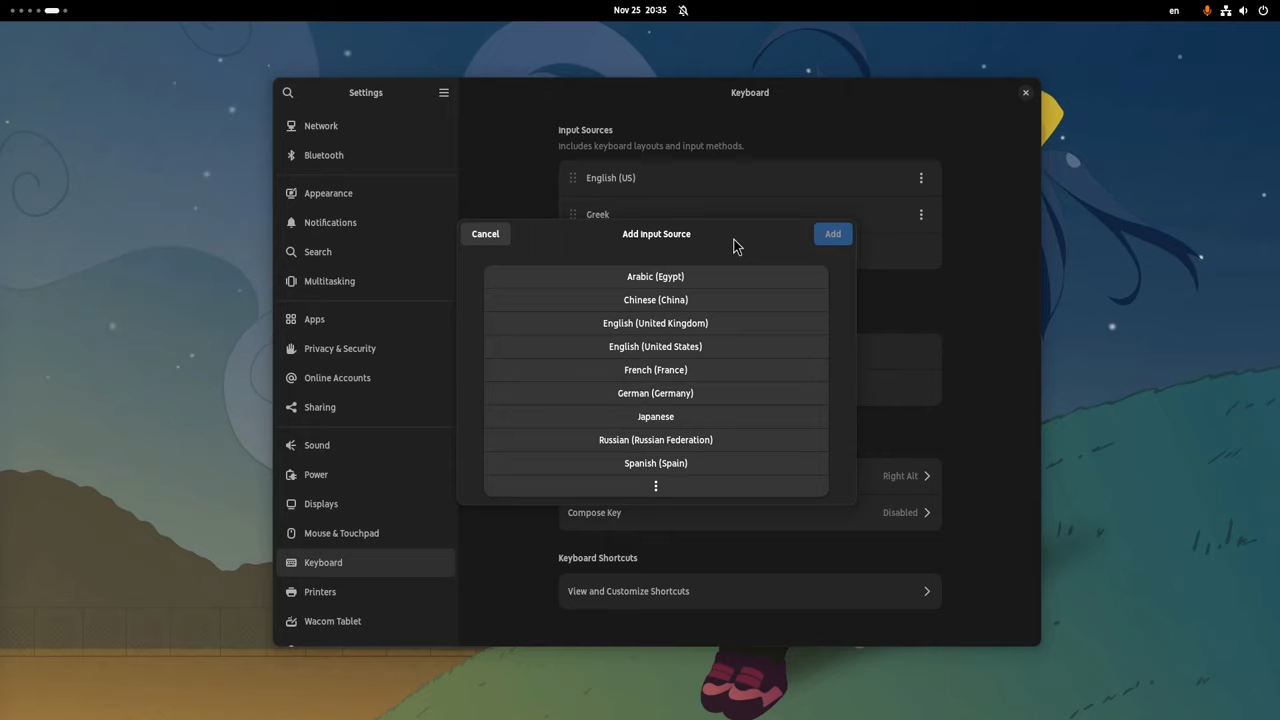 Nov 25 20:35
en
Settings
Network
Bluetooth
Appearance
Notifications
Search
Multitasking
Apps
Privacy & Security
Online Accounts
Sharing
Sound
Power
Displays
Mouse & Touchpad
Keyboard
Printers
Wacom Tablet
Keyboard
Input Sources
Includes keyboard layouts and input methods.
English (US)
Greek
Cancel
Add Input Source
Add
Arabic (Egypt)
Chinese (China)
English (United Kingdom)
English (United States)
French (France)
German (Germany)
Japanese
Russian (Russian Federation)
Spanish (Spain)
Right Alt
Compose Key
Disabled
Keyboard Shortcuts
View and Customize Shortcuts